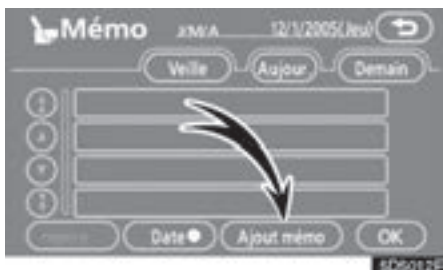 Mémo J/M/A 12/1/2005(Jeu)
Veille Aujour Demain
Date Ajout mémo OK